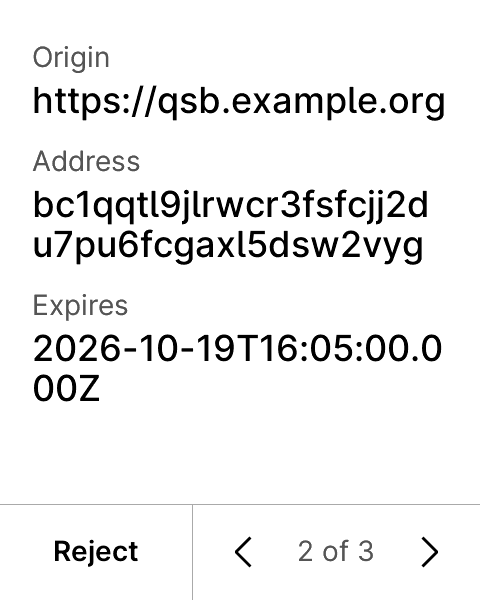 Origin
https://qsb.example.org
Address
bc1qqtl9jlrwcr3fsfcjj2d
u7pu6fcgaxl5dsw2vyg
Expires
2026-10-19T16:05:00.0
00Z
Reject
2 of 3